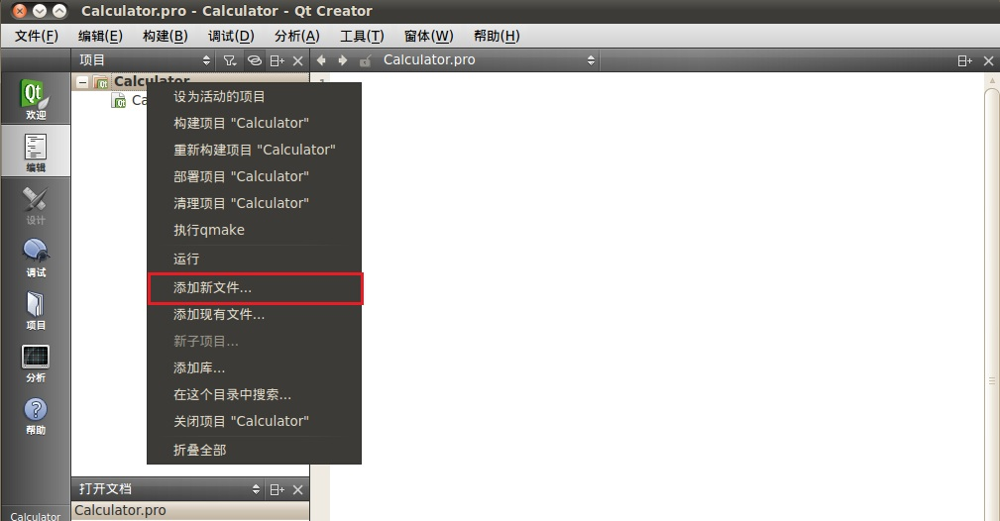 Calculator.pro - Calculator - Qt Creator
文件(F) 编辑(E) 构建(B) 调试(D) 分析(A) 工具(T) 窗体(W) 帮助(H)
项目
Calculator.pro
Calculator
Ca
Qt
欢迎
编辑
设计
调试
项目
分析
帮助
Calculator
设为活动的项目
构建项目 "Calculator"
重新构建项目 "Calculator"
部署项目 "Calculator"
清理项目 "Calculator"
执行qmake
运行
添加新文件...
添加现有文件...
新子项目...
添加库...
在这个目录中搜索...
关闭项目 "Calculator"
折叠全部
打开文档
Calculator.pro